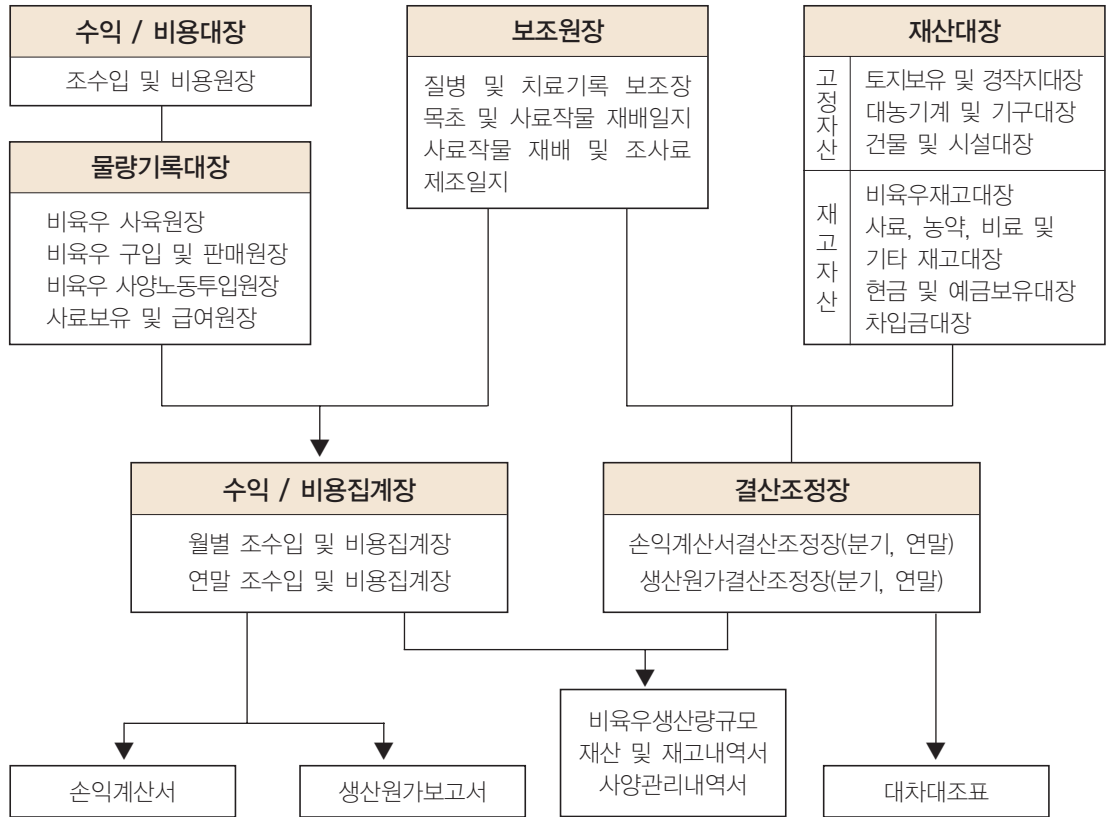 수익 / 비용대장
조수입 및 비용원장
물량기록대장
비육우 사육원장
비육우 구입 및 판매원장
비육우 사양노동투입원장
사료보유 및 급여원장
보조원장
질병 및 치료기록 보조장
목초 및 사료작물 재배일지
사료작물 재배 및 조사료
제조일지
재산대장
고정자산
토지보유 및 경작지대장
대농기계 및 기구대장
건물 및 시설대장
재고자산
비육우재고대장
사료, 농약, 비료 및
기타 재고대장
현금 및 예금보유대장
차입금대장
수익 / 비용집계장
월별 조수입 및 비용집계장
연말 조수입 및 비용집계장
결산조정장
손익계산서결산조정장(분기, 연말)
생산원가결산조정장(분기, 연말)
손익계산서
생산원가보고서
비육우생산량규모
재산 및 재고내역서
사양관리내역서
대차대조표